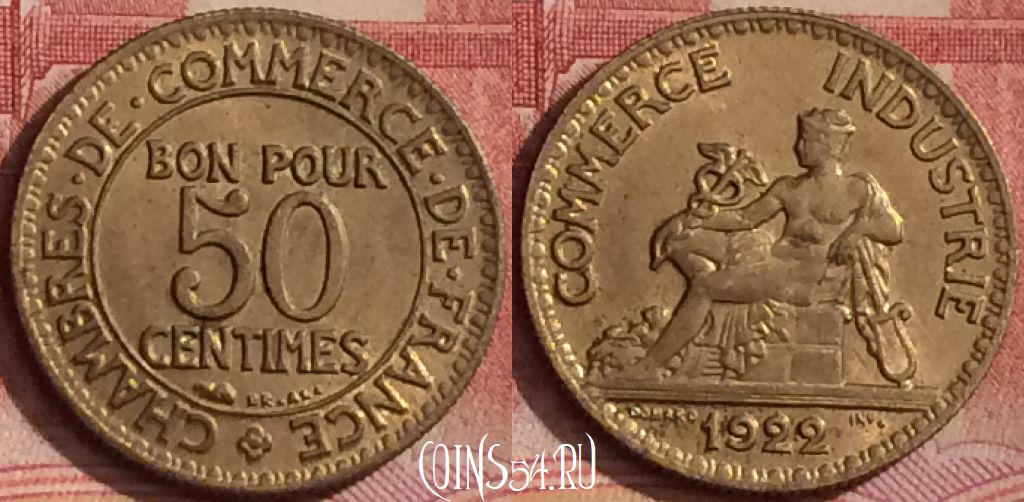 CHAMBRES · DE · COMMERCE · DE · FRANCE
BON POUR
50
CENTIMES
COMMERCE INDUSTRIE
1922
COINS54.RU